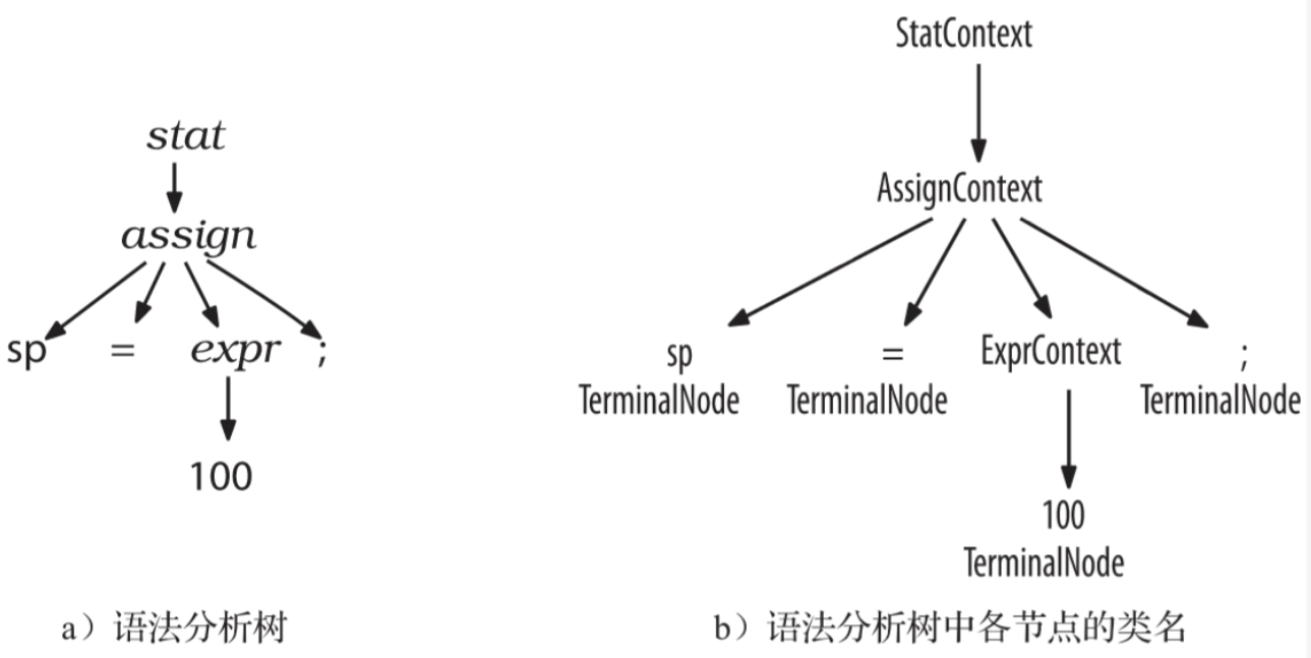 stat
assign
sp = expr ;
100
a）语法分析树
StatContext
AssignContext
sp = ExprContext ;
TerminalNode TerminalNode TerminalNode
100
TerminalNode
b）语法分析树中各节点的类名